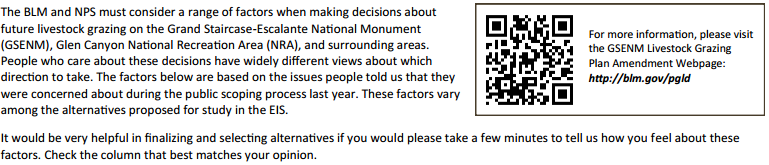 The BLM and NPS must consider a range of factors when making decisions about
future livestock grazing on the Grand Staircase-Escalante National Monument
(GSENM), Glen Canyon National Recreation Area (NRA), and surrounding areas.
People who care about these decisions have widely different views about which
direction to take. The factors below are based on the issues people told us that they
were concerned about during the public scoping process last year. These factors vary
among the alternatives proposed for study in the EIS.
For more information, please visit
the GSENM Livestock Grazing
Plan Amendment Webpage:
http://blm.gov/pgld
It would be very helpful in finalizing and selecting alternatives if you would please take a few minutes to tell us how you feel about these
factors. Check the column that best matches your opinion.